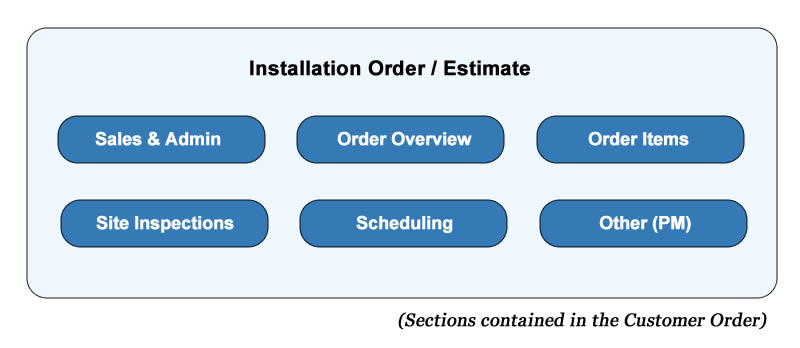 Installation Order / Estimate
Sales & Admin
Order Overview
Order Items
Site Inspections
Scheduling
Other (PM)
(Sections contained in the Customer Order)